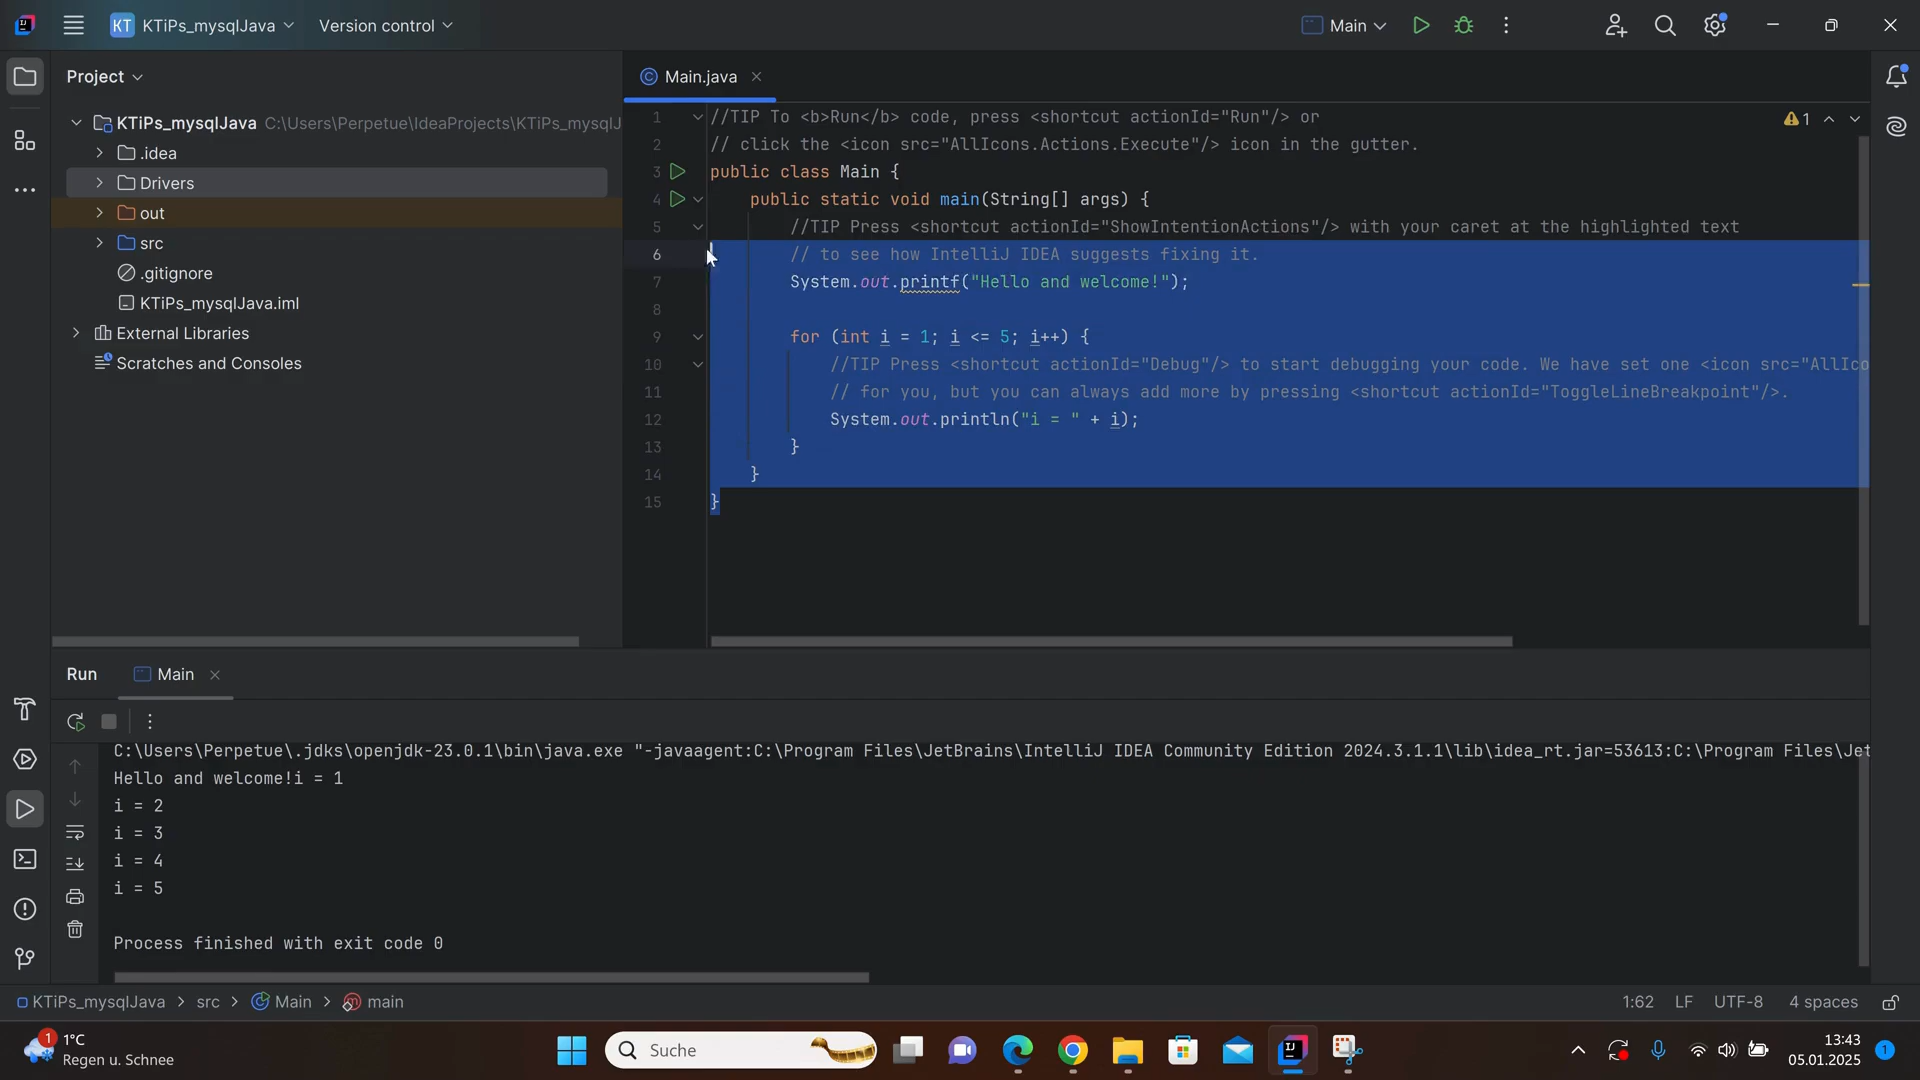 KT KTiPs_mysqlJava Version control Main
Project
Main.java
KTiPs_mysqlJava C:\Users\Perpetue\IdeaProjects\KTiPs_mysqlJ
.idea
Drivers
out
src
.gitignore
KTiPs_mysqlJava.iml
External Libraries
Scratches and Consoles
1 //TIP To <b>Run</b> code, press <shortcut actionId="Run"/> or
2 // click the <icon src="AllIcons.Actions.Execute"/> icon in the gutter.
3 public class Main {
4 public static void main(String[] args) {
5 //TIP Press <shortcut actionId="ShowIntentionActions"/> with your caret at the highlighted text
6 // to see how IntelliJ IDEA suggests fixing it.
7 System.out.printf("Hello and welcome!");
8
9 for (int i = 1; i <= 5; i++) {
10 //TIP Press <shortcut actionId="Debug"/> to start debugging your code. We have set one <icon src="AllIco
11 // for you, but you can always add more by pressing <shortcut actionId="ToggleLineBreakpoint"/>.
12 System.out.println("i = " + i);
13 }
14 }
15 }
1
Run Main
C:\Users\Perpetue\.jdks\openjdk-23.0.1\bin\java.exe "-javaagent:C:\Program Files\JetBrains\IntelliJ IDEA Community Edition 2024.3.1.1\lib\idea_rt.jar=53613:C:\Program Files\Jet
Hello and welcome!i = 1
i = 2
i = 3
i = 4
i = 5
Process finished with exit code 0
KTiPs_mysqlJava > src > Main > main 1:62 LF UTF-8 4 spaces
1
1°C
Regen u. Schnee
Suche
13:43
05.01.2025
1